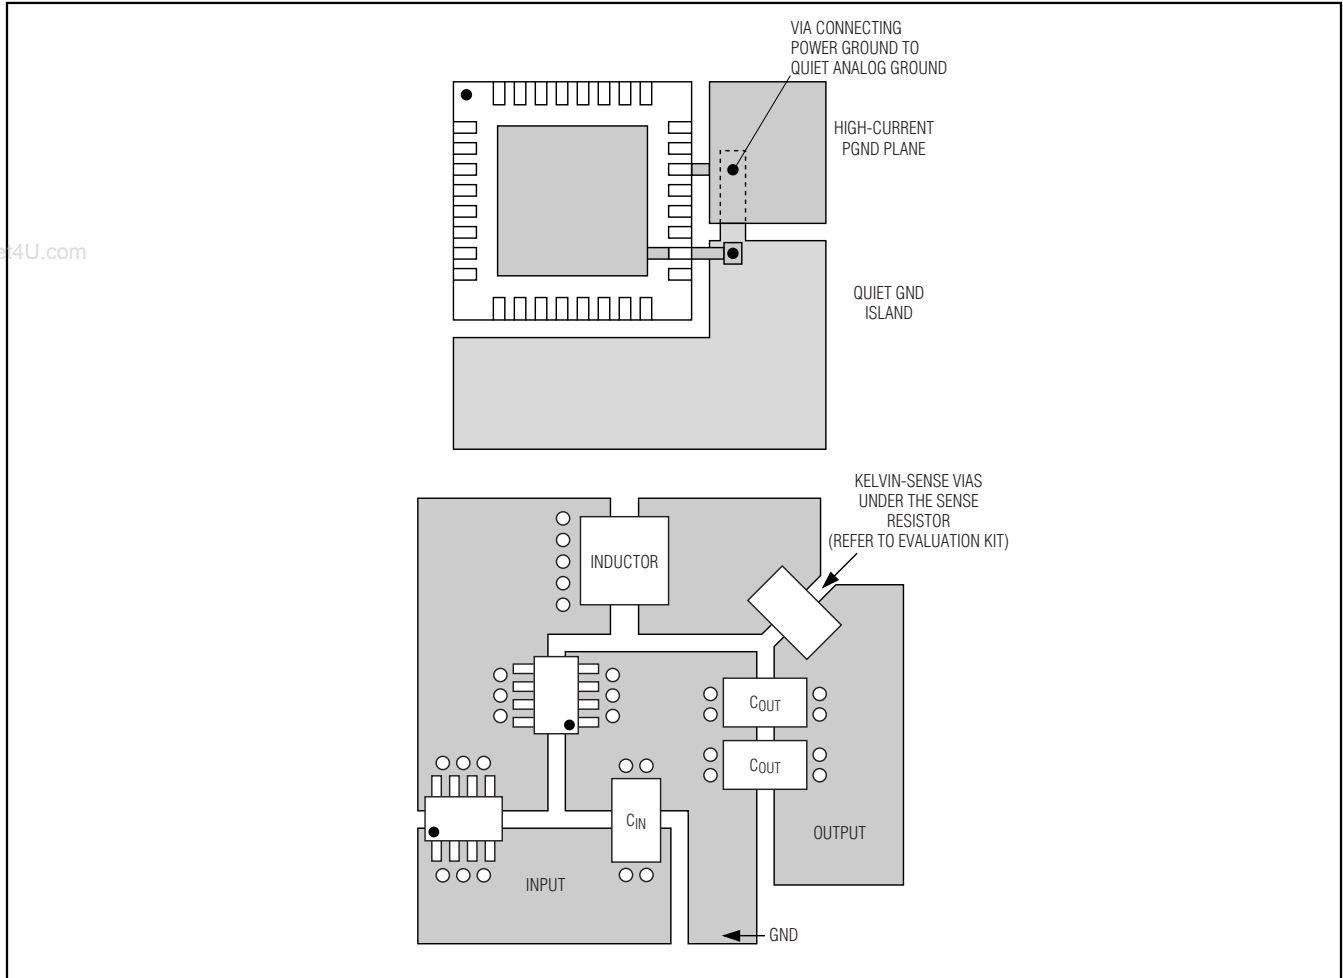 VIA CONNECTING
POWER GROUND TO
QUIET ANALOG GROUND
HIGH-CURRENT
PGND PLANE
et4U.com
QUIET GND
ISLAND
KELVIN-SENSE VIAS
UNDER THE SENSE
RESISTOR
(REFER TO EVALUATION KIT)
INDUCTOR
COUT
COUT
CIN
OUTPUT
INPUT
GND